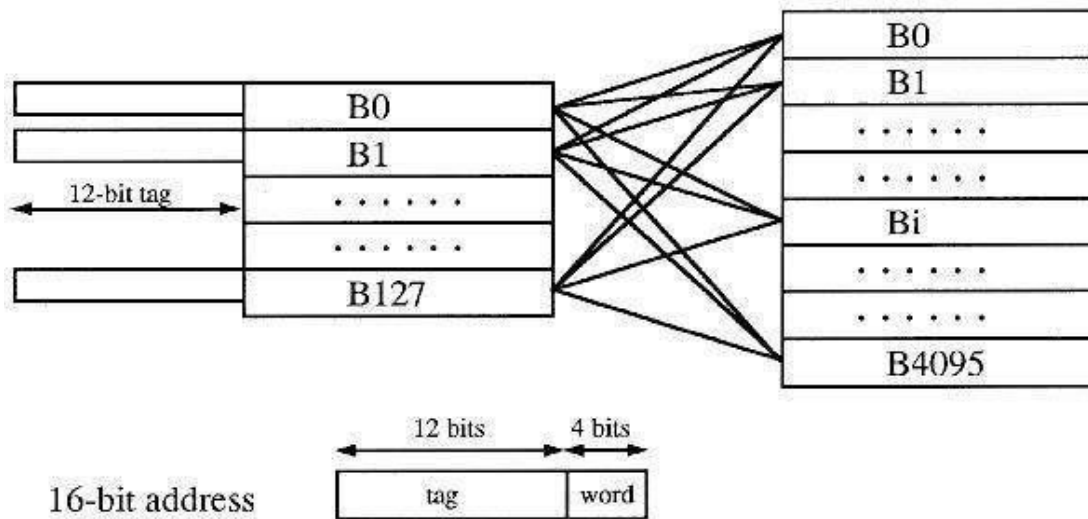 B0
B1
. . . . . .
. . . . . .
B127
12-bit tag
B0
B1
. . . . . .
. . . . . .
Bi
. . . . . .
. . . . . .
B4095
12 bits
4 bits
16-bit address
tag
word